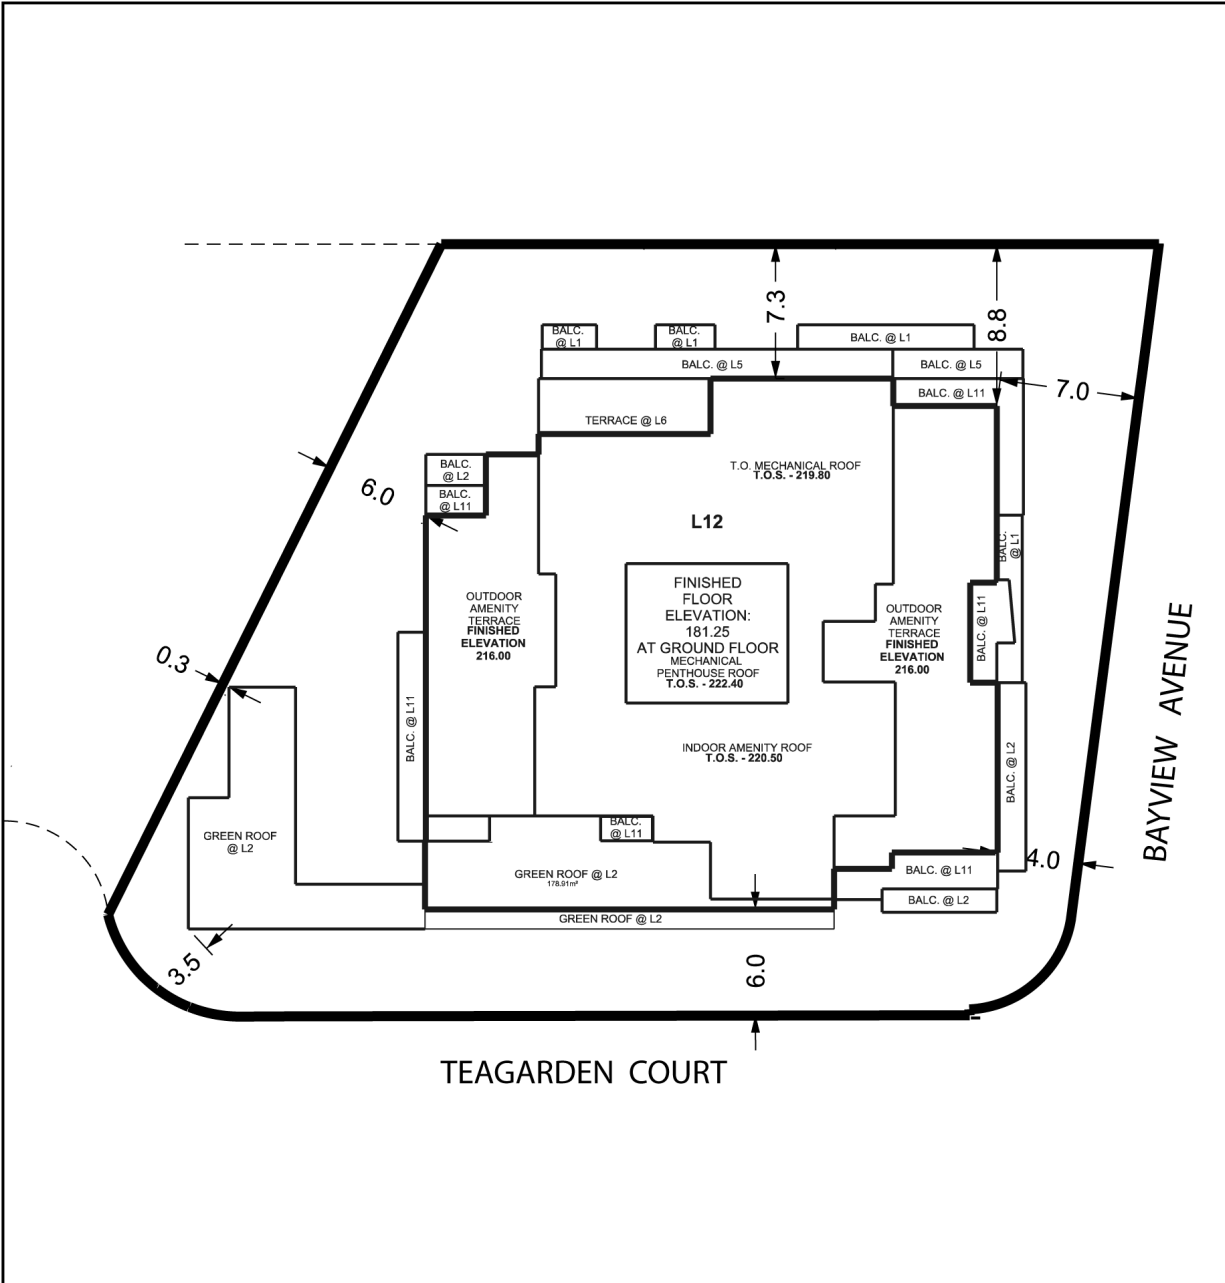 7.3
8.8
BALC.
@ L1
BALC.
@ L1
BALC. @ L1
BALC. @ L5
BALC. @ L5
BALC. @ L11
7.0
TERRACE @ L6
BALC.
@ L2
BALC.
@ L11
6.0
T.O. MECHANICAL ROOF
T.O.S. - 219.80
L12
BALC.
@ L1
FINISHED
FLOOR
ELEVATION:
181.25
AT GROUND FLOOR
MECHANICAL
PENTHOUSE ROOF
T.O.S. - 222.40
OUTDOOR
AMENITY
TERRACE
FINISHED
ELEVATION
216.00
OUTDOOR
AMENITY
TERRACE
FINISHED
ELEVATION
216.00
BALC. @ L11
0.3
BALC. @ L11
INDOOR AMENITY ROOF
T.O.S. - 220.50
BALC. @ L2
BAYVIEW AVENUE
GREEN ROOF
@ L2
BALC.
@ L11
GREEN ROOF @ L2
178.91m²
BALC. @ L11
4.0
BALC. @ L2
GREEN ROOF @ L2
3.5
6.0
TEAGARDEN COURT